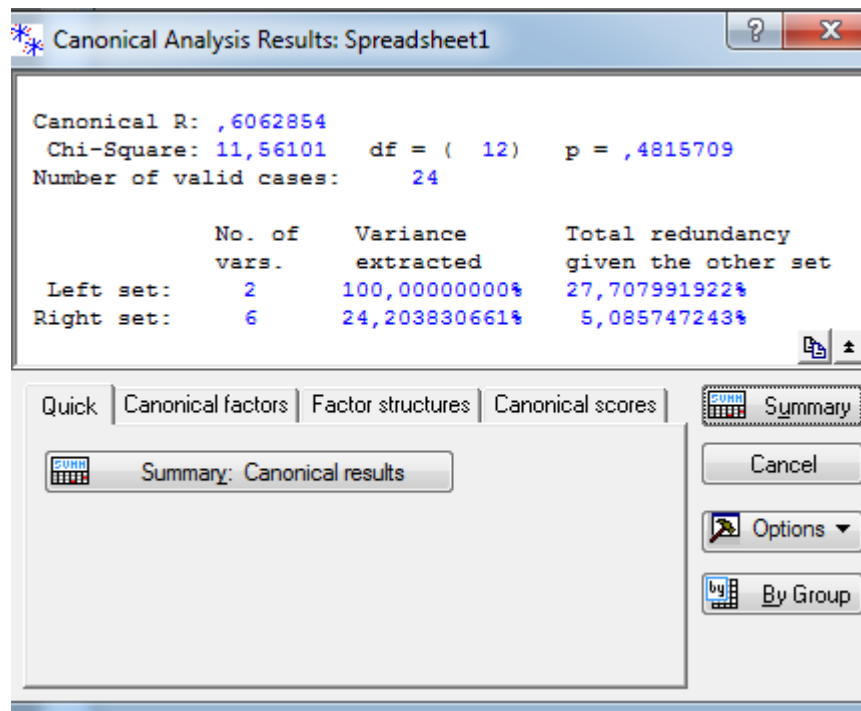 Canonical Analysis Results: Spreadsheet1
Canonical R: ,6062854
Chi-Square: 11,56101 df = ( 12) p = ,4815709
Number of valid cases: 24
No. of Variance Total redundancy
vars. extracted given the other set
Left set: 2 100,00000000% 27,707991922%
Right set: 6 24,203830661% 5,085747243%
Quick Canonical factors Factor structures Canonical scores
Summary: Canonical results
Summary
Cancel
Options
By Group